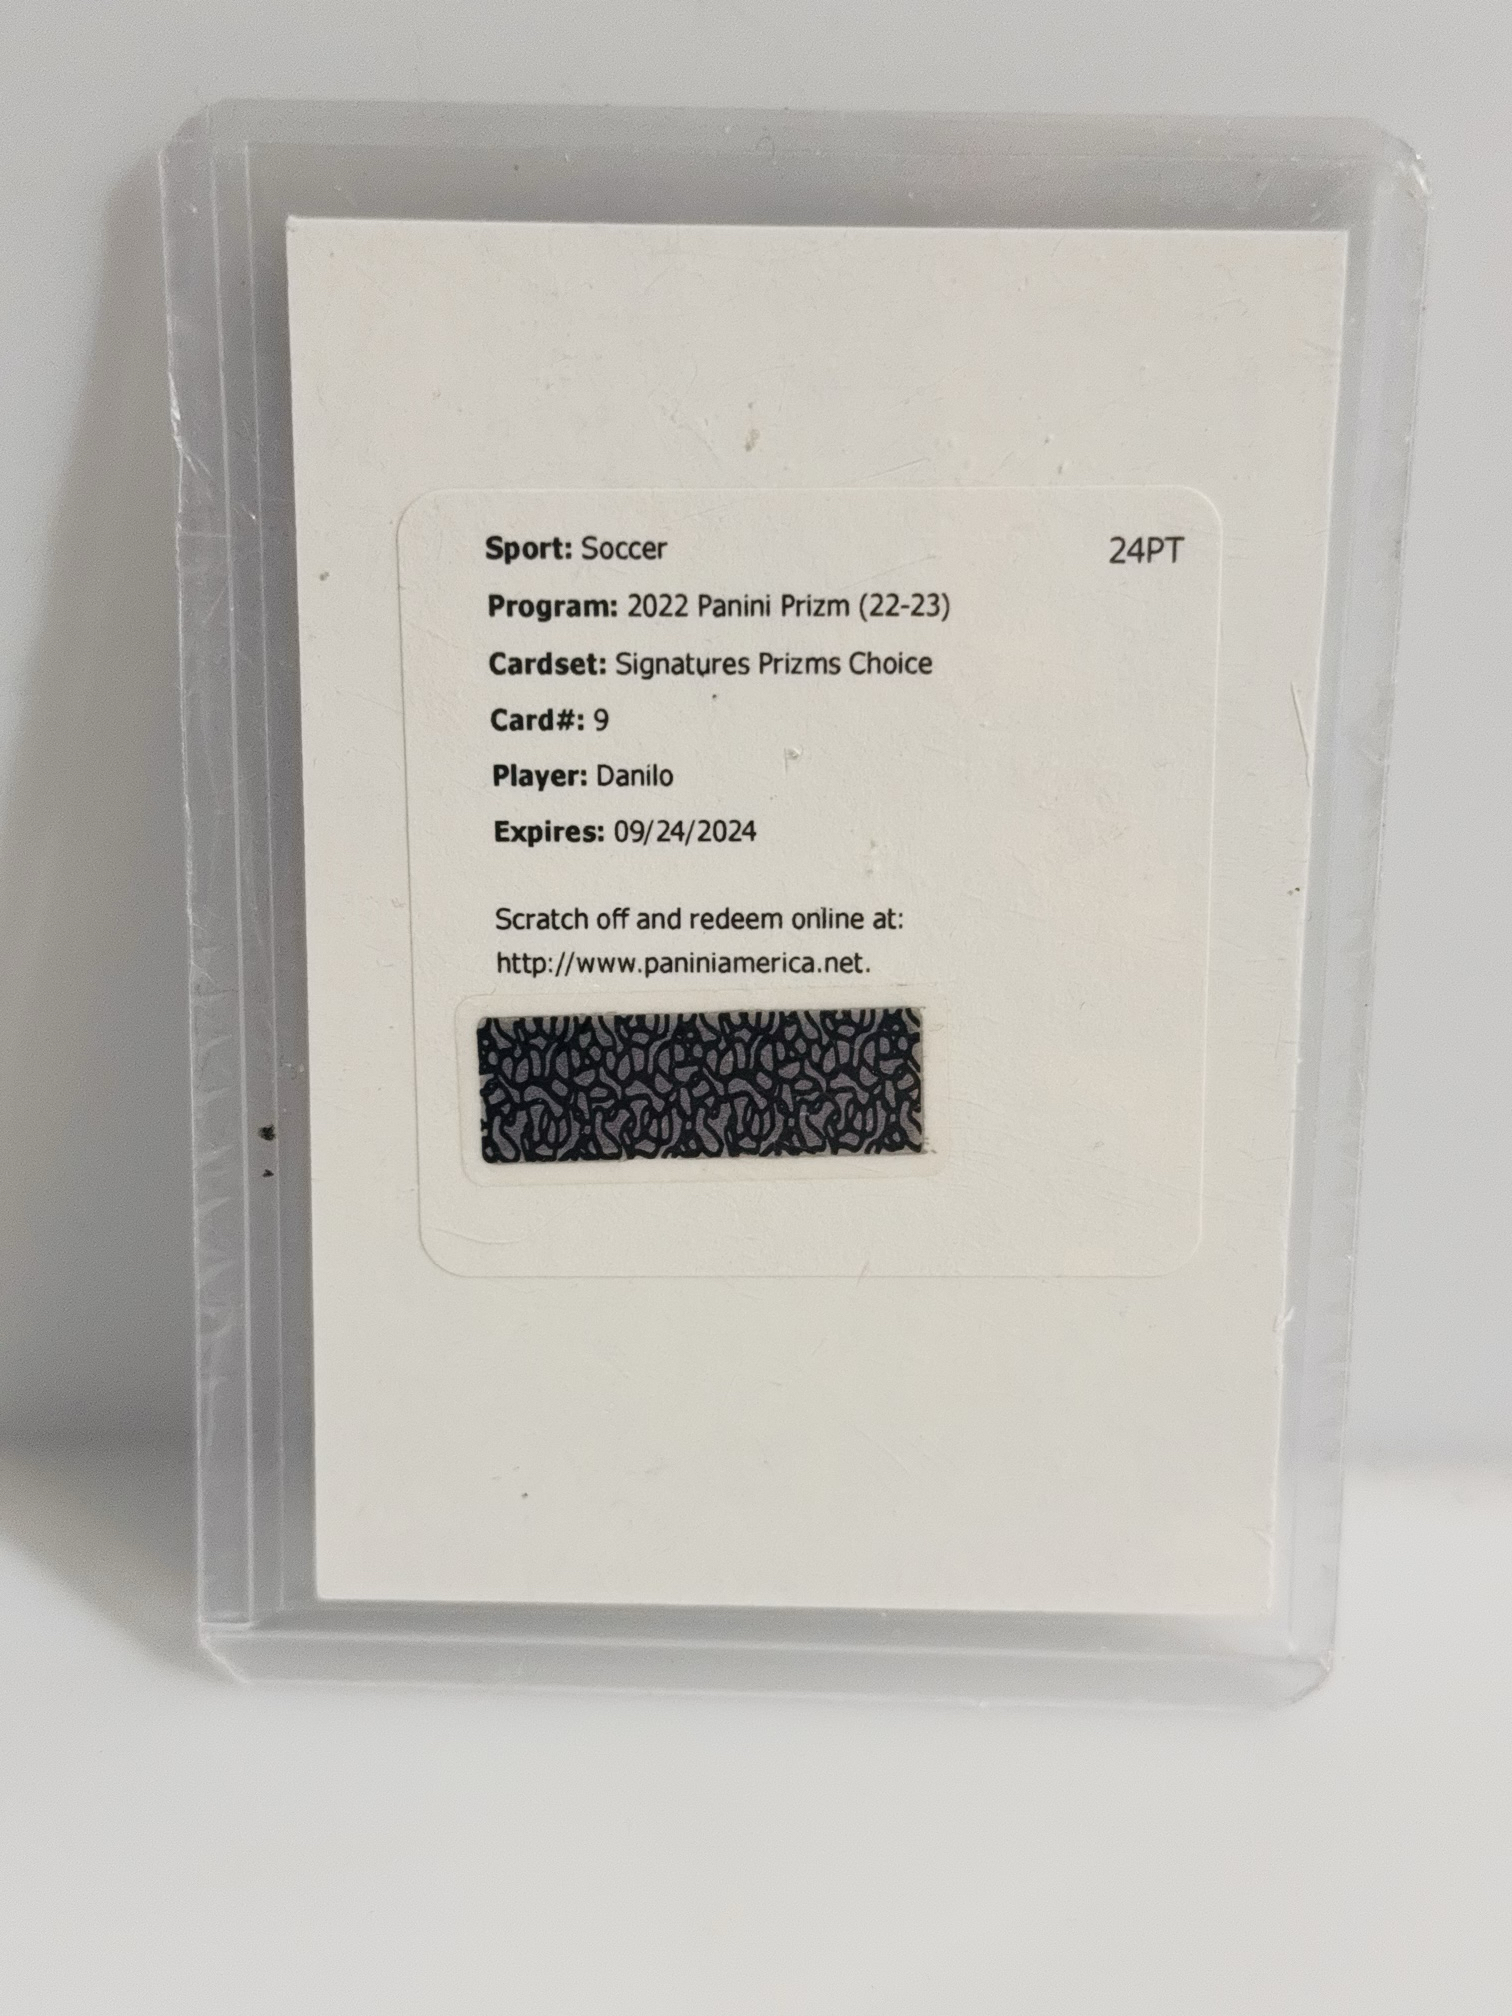 Sport: Soccer 24PT
Program: 2022 Panini Prizm (22-23)
Cardset: Signatures Prizms Choice
Card#: 9
Player: Danilo
Expires: 09/24/2024
Scratch off and redeem online at:
http://www.paniniamerica.net.